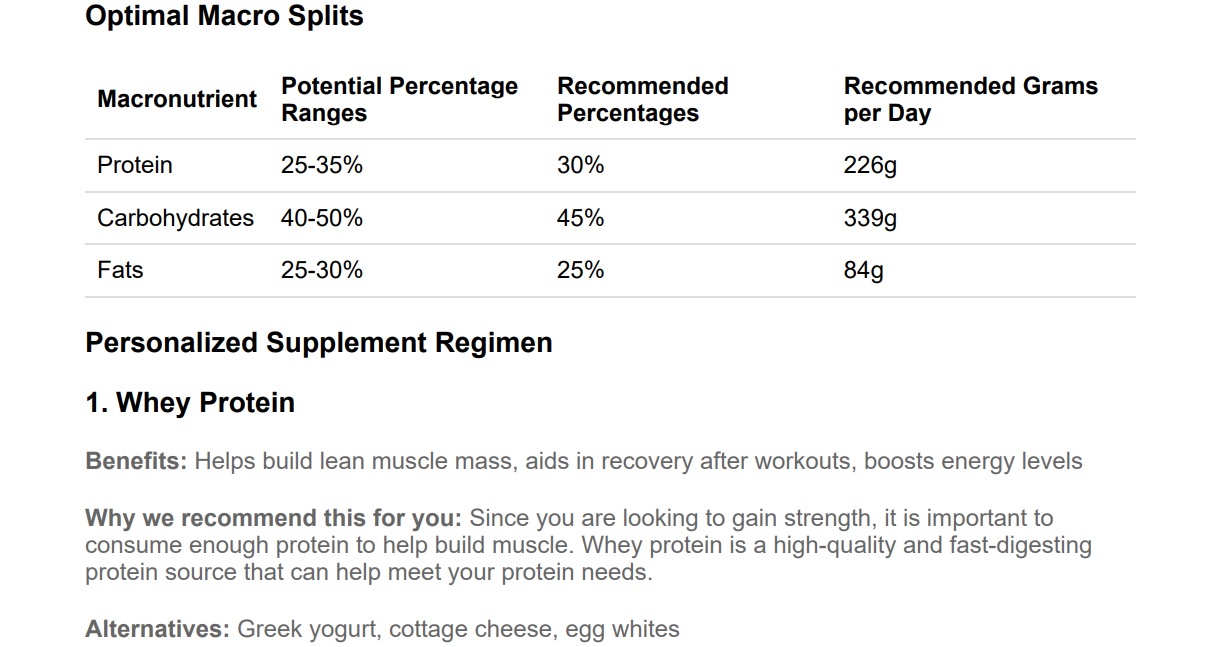 Optimal Macro Splits
Macronutrient Potential Percentage Ranges Recommended Percentages Recommended Grams per Day
Protein 25-35% 30% 226g
Carbohydrates 40-50% 45% 339g
Fats 25-30% 25% 84g
Personalized Supplement Regimen
1. Whey Protein
Benefits: Helps build lean muscle mass, aids in recovery after workouts, boosts energy levels
Why we recommend this for you: Since you are looking to gain strength, it is important to
consume enough protein to help build muscle. Whey protein is a high-quality and fast-digesting
protein source that can help meet your protein needs.
Alternatives: Greek yogurt, cottage cheese, egg whites